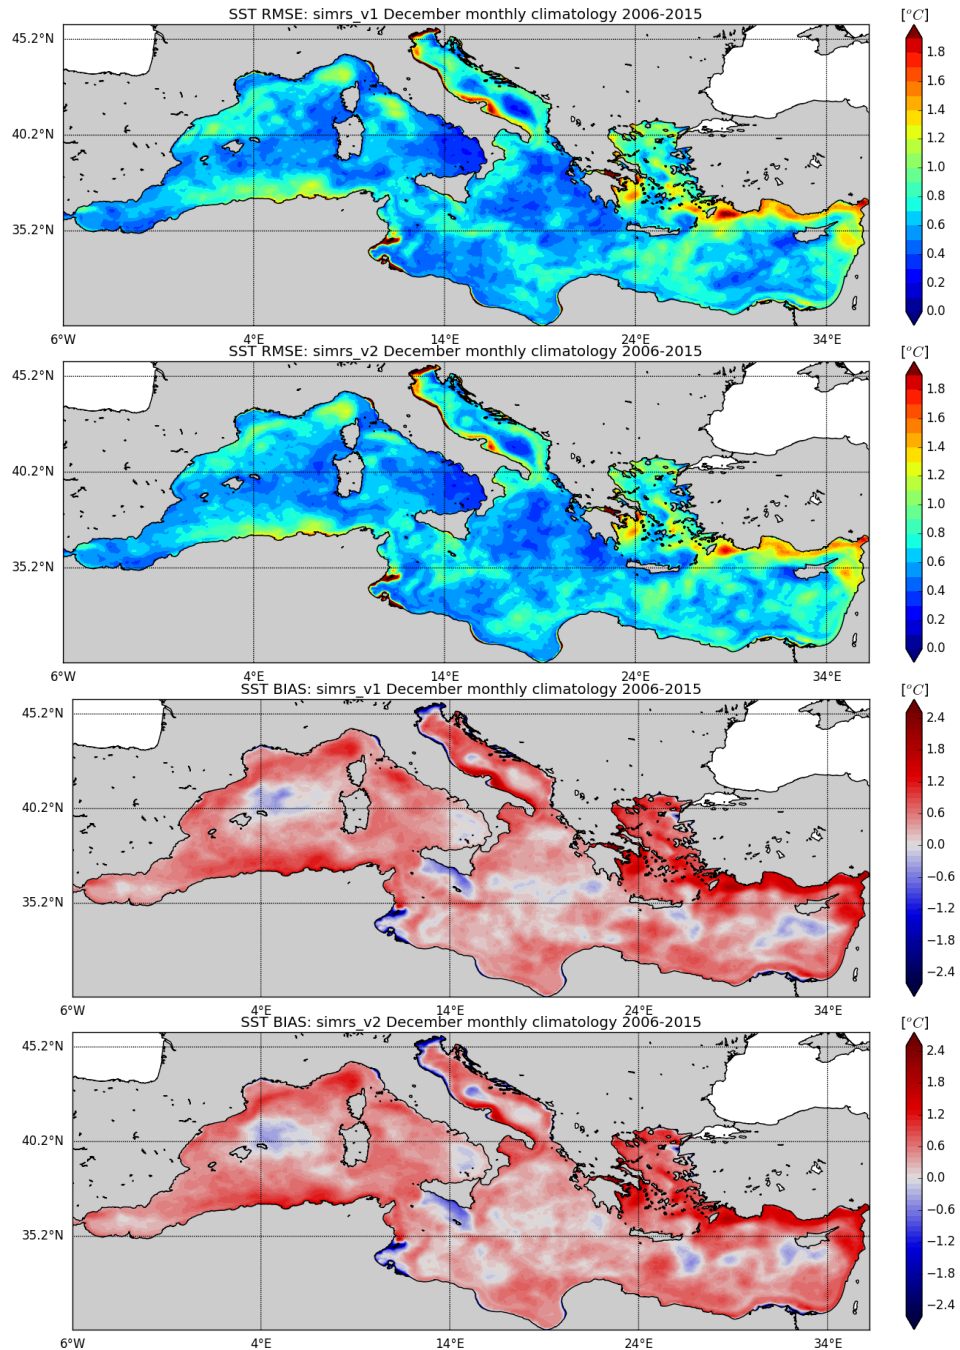 SST RMSE: simrs_v1 December monthly climatology 2006-2015
[°C]
45.2°N
40.2°N
35.2°N
6°W 4°E 14°E 24°E 34°E
1.8
1.6
1.4
1.2
1.0
0.8
0.6
0.4
0.2
0.0
SST RMSE: simrs_v2 December monthly climatology 2006-2015
[°C]
45.2°N
40.2°N
35.2°N
6°W 4°E 14°E 24°E 34°E
1.8
1.6
1.4
1.2
1.0
0.8
0.6
0.4
0.2
0.0
SST BIAS: simrs_v1 December monthly climatology 2006-2015
[°C]
45.2°N
40.2°N
35.2°N
6°W 4°E 14°E 24°E 34°E
2.4
1.8
1.2
0.6
0.0
−0.6
−1.2
−1.8
−2.4
SST BIAS: simrs_v2 December monthly climatology 2006-2015
[°C]
45.2°N
40.2°N
35.2°N
6°W 4°E 14°E 24°E 34°E
2.4
1.8
1.2
0.6
0.0
−0.6
−1.2
−1.8
−2.4